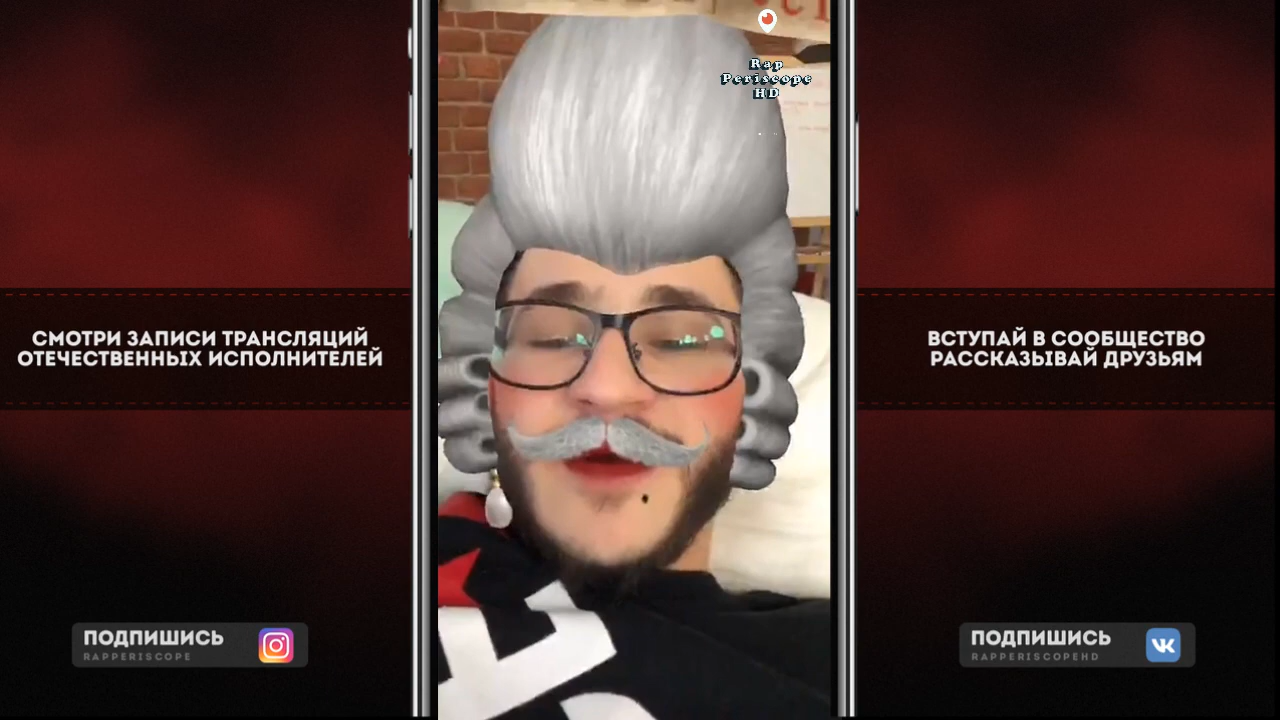 Rap
Periscope
HD
СМОТРИ ЗАПИСИ ТРАНСЛЯЦИЙ
ОТЕЧЕСТВЕННЫХ ИСПОЛНИТЕЛЕЙ
ВСТУПАЙ В СООБЩЕСТВО
РАССКАЗЫВАЙ ДРУЗЬЯМ
ПОДПИШИСЬ
RAPPERISCOPE
ПОДПИШИСЬ
RAPPERISCOPEHD